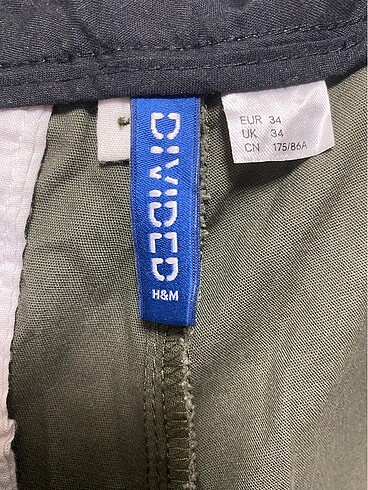 DIVIDED
H&M
EUR 34
UK 34
CN 175/86A